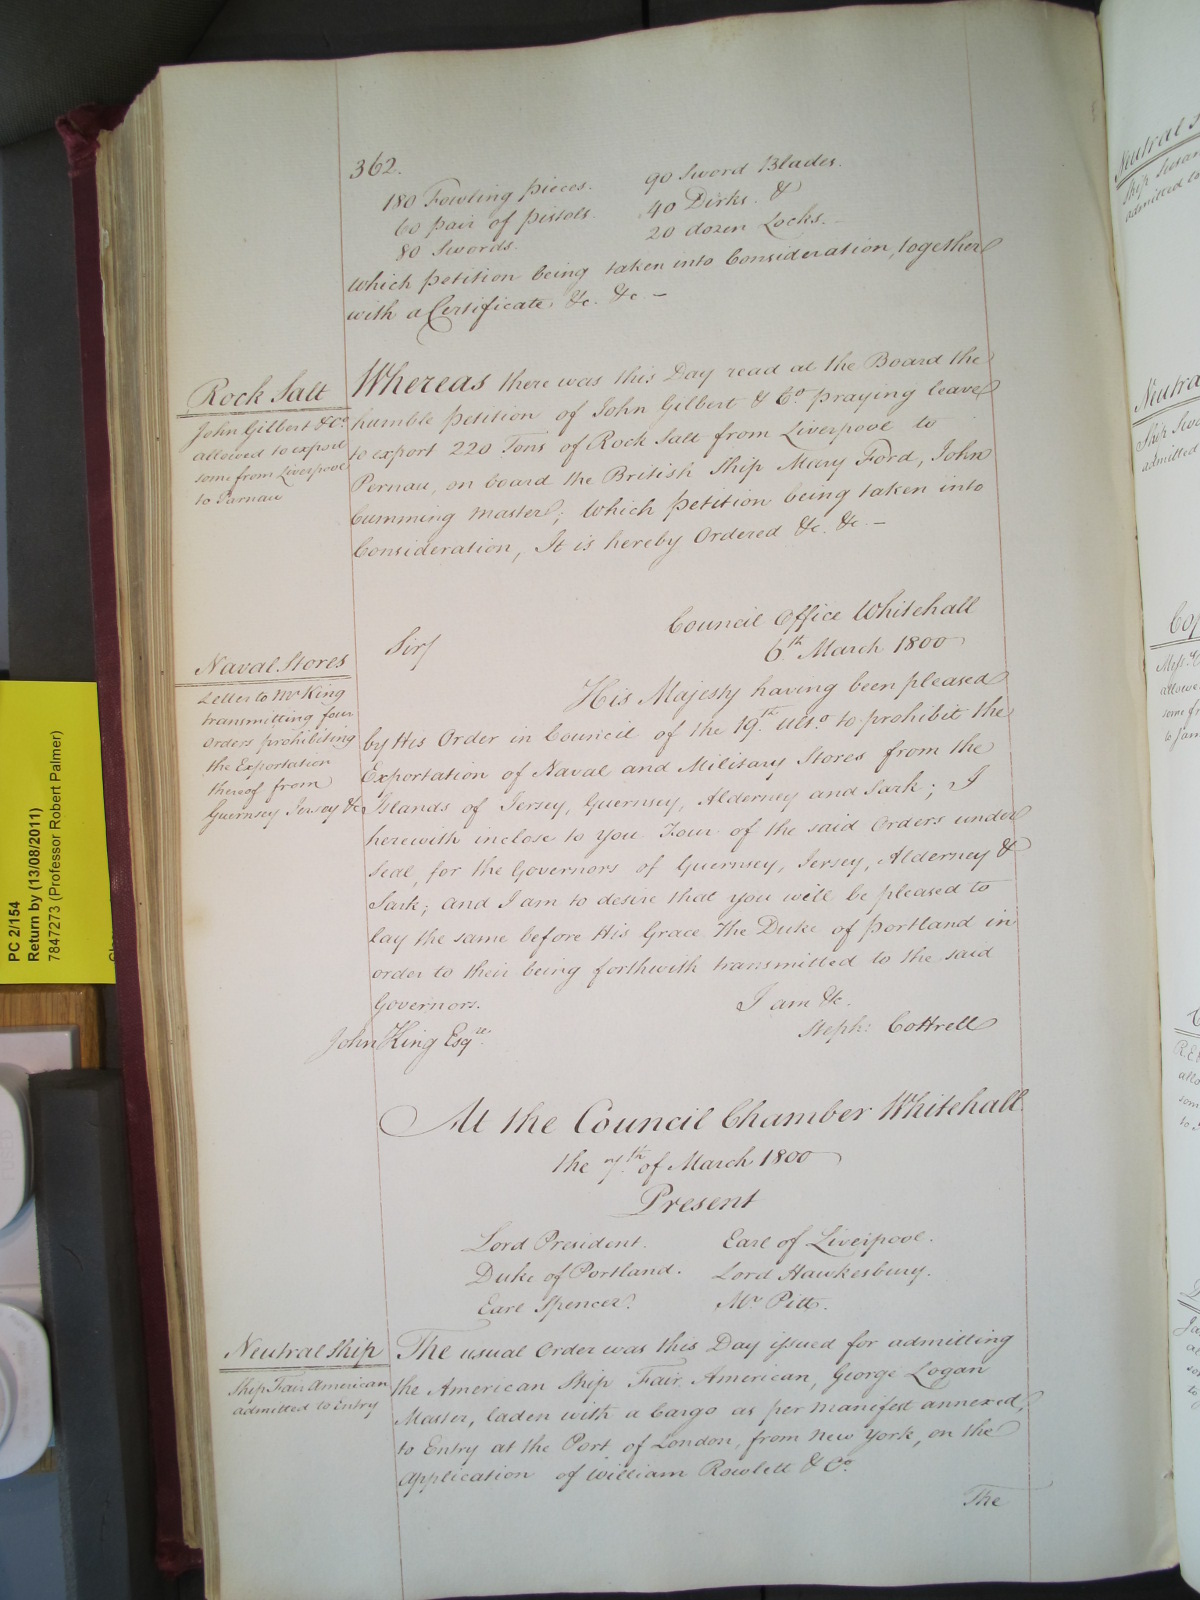 362.
180 Fowling pieces. 90 Sword Blades.
60 pair of pistols. 40 Dirks. &
80 Swords. 20 dozen Locks.
which petition being taken into Consideration, together
with a Certificate &c. &c. —
Rock Salt
John Gilbert & Co.
allowed to export
some from Liverpool
to Parnau
Whereas there was this Day read at the Board the
humble petition of John Gilbert & Co. praying leave
to export 220 Tons of Rock Salt from Liverpool to
Pernau, on board the British Ship Mary Ford, John
Cumming master; which petition being taken into
Consideration, It is hereby Ordered &c. &c. —
Council Office Whitehall
6th March 1800
Sir/
Naval Stores
Letter to Mr King
transmitting four
orders prohibiting
the Exportation
thereof from
Guernsey Jersey &c
His Majesty having been pleased
by His Order in Council of the 19th ulto to prohibit the
Exportation of Naval and Military Stores from the
Islands of Jersey, Guernsey, Alderney and Sark; I
herewith inclose to you Four of the said Orders under
Seal, for the Governors of Guernsey, Jersey, Alderney &
Sark; and I am to desire that you will be pleased to
lay the same before His Grace The Duke of Portland in
order to their being forthwith transmitted to the said
Governors. I am &c.
Steph: Cottrell
John King Esqre.
At the Council Chamber Whitehall
the 7th of March 1800
Present
Lord President. Earl of Liverpool.
Duke of Portland. Lord Hawkesbury.
Earl Spencer. Mr Pitt.
Neutral Ship
Ship Fair American
admitted to Entry
The usual Order was this Day issued for admitting
the American Ship Fair American, George Logan
Master, laden with a Cargo as per manifest annexed,
to Entry at the Port of London, from New York, on the
application of William Rowlett & Co.
The
PC 2/154
Return by (13/08/2011)
7847273 (Professor Robert Palmer)